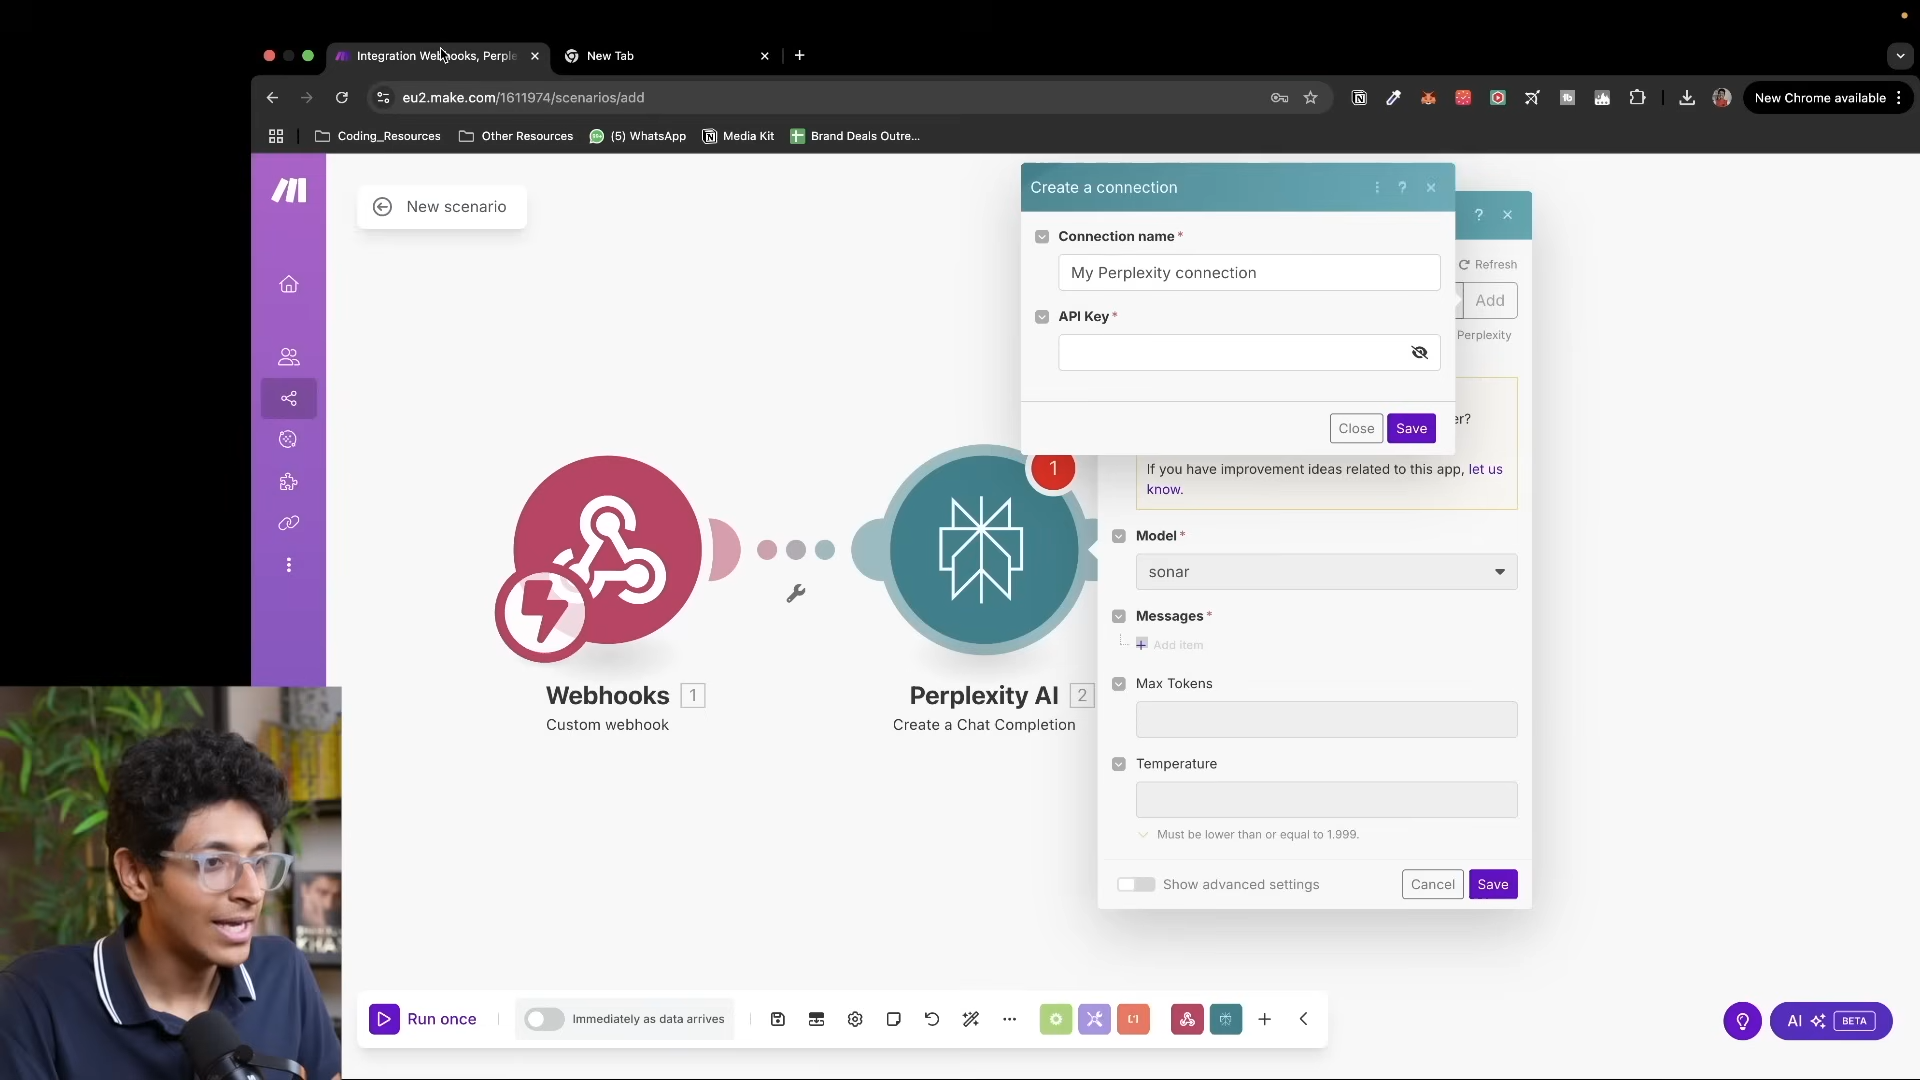 Integration Webhooks, Perple
New Tab
eu2.make.com/1611974/scenarios/add
New Chrome available
Coding_Resources
Other Resources
(5) WhatsApp
Media Kit
Brand Deals Outre...
New scenario
Create a connection
?
Connection name *
My Perplexity connection
API Key *
Close
Save
?
Refresh
Add
Perplexity
er?
If you have improvement ideas related to this app, let us
know.
Model *
sonar
Messages *
Add item
Max Tokens
Temperature
Must be lower than or equal to 1.999.
Show advanced settings
Cancel
Save
1
Webhooks 1
Custom webhook
Perplexity AI 2
Create a Chat Completion
Run once
Immediately as data arrives
AI
BETA